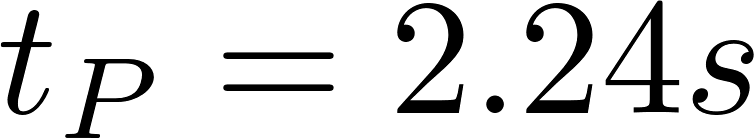 t_P = 2.24s